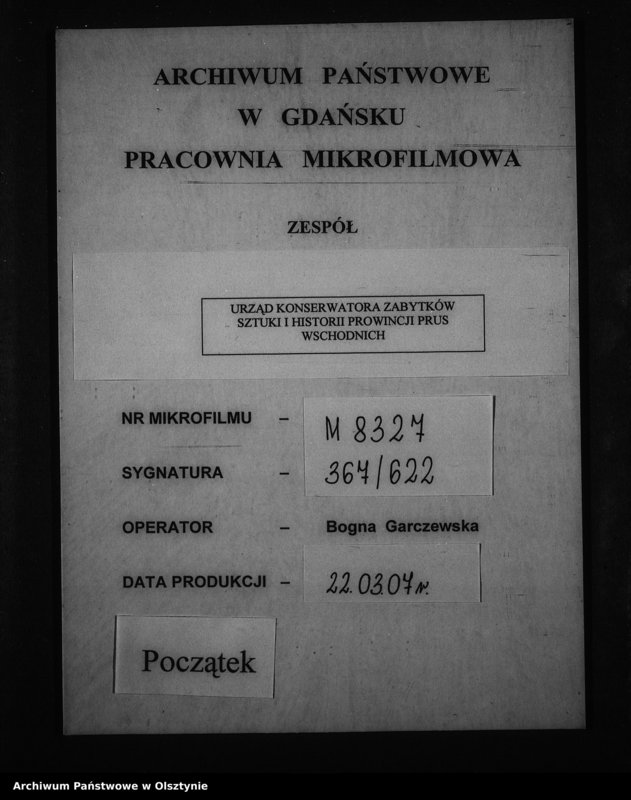 ARCHIWUM PAŃSTWOWE
W GDAŃSKU
PRACOWNIA MIKROFILMOWA
ZESPÓŁ
URZĄD KONSERWATORA ZABYTKÓW
SZTUKI I HISTORII PROWINCJI PRUS
WSCHODNICH
NR MIKROFILMU – M 8327
SYGNATURA – 367/622
OPERATOR – Bogna Garczewska
DATA PRODUKCJI – 22.03.07 r.
Początek
Archiwum Państwowe w Olsztynie